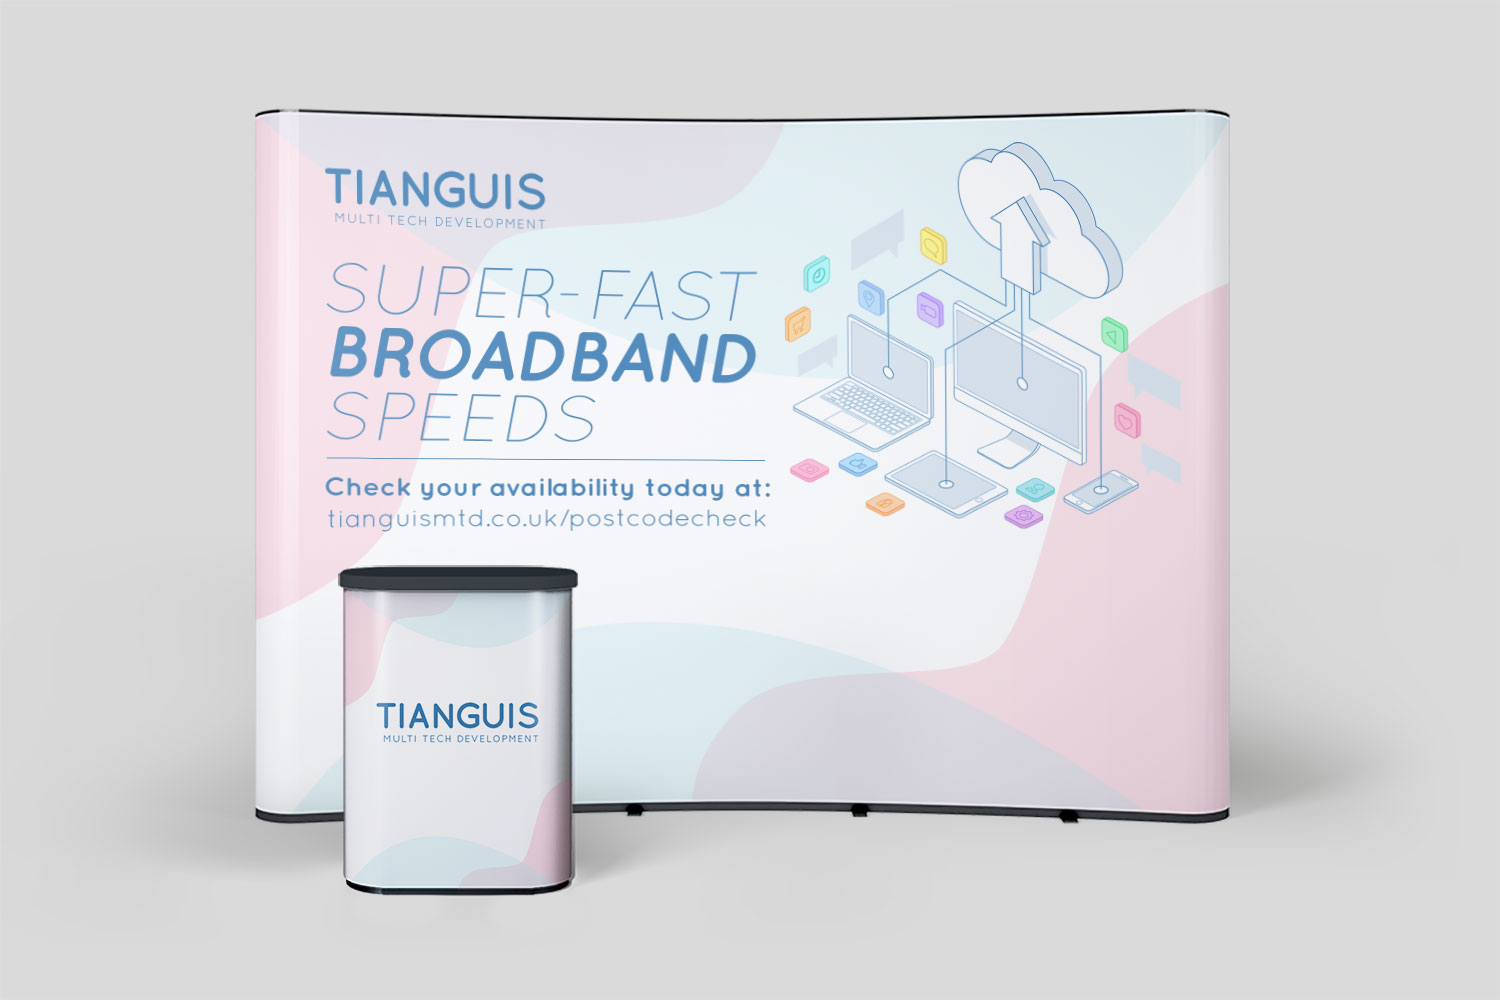 TIANGUIS
MULTI TECH DEVELOPMENT
SUPER-FAST
BROADBAND
SPEEDS
Check your availability today at:
tianguismtd.co.uk/postcodecheck
TIANGUIS
MULTI TECH DEVELOPMENT